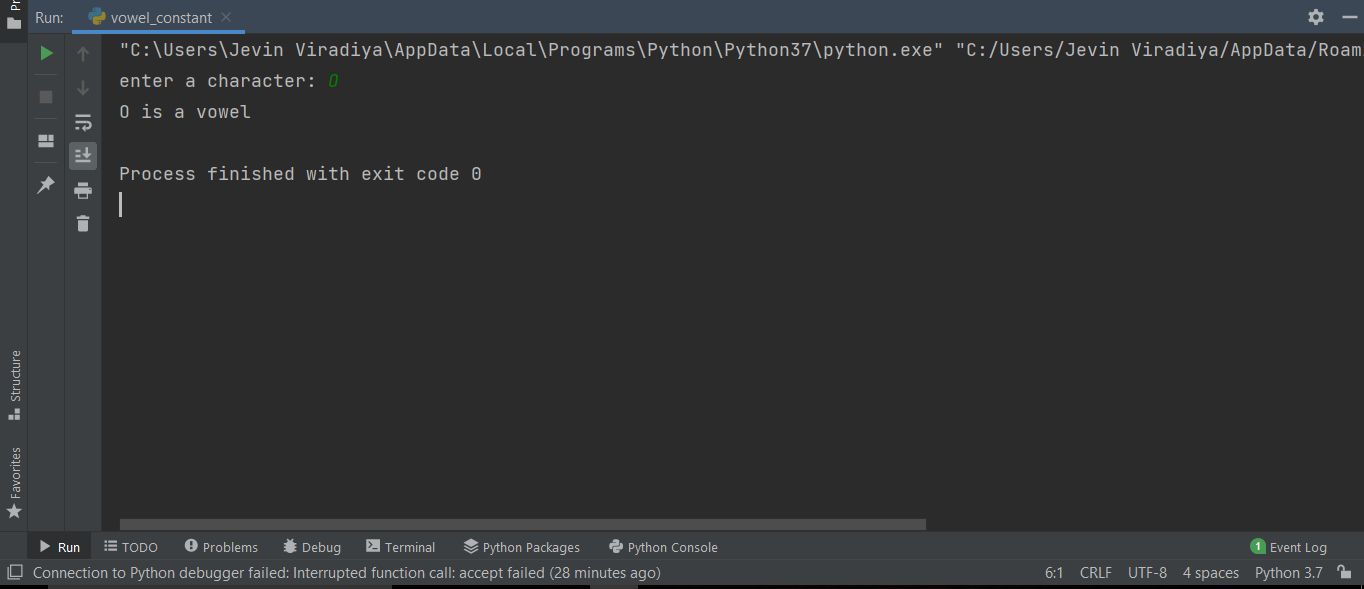 Run: vowel_constant
"C:\Users\Jevin Viradiya\AppData\Local\Programs\Python\Python37\python.exe" "C:/Users/Jevin Viradiya/AppData/Roam
enter a character: O
O is a vowel
Process finished with exit code 0
Structure
Favorites
Run TODO Problems Debug Terminal Python Packages Python Console 1 Event Log
Connection to Python debugger failed: Interrupted function call: accept failed (28 minutes ago) 6:1 CRLF UTF-8 4 spaces Python 3.7